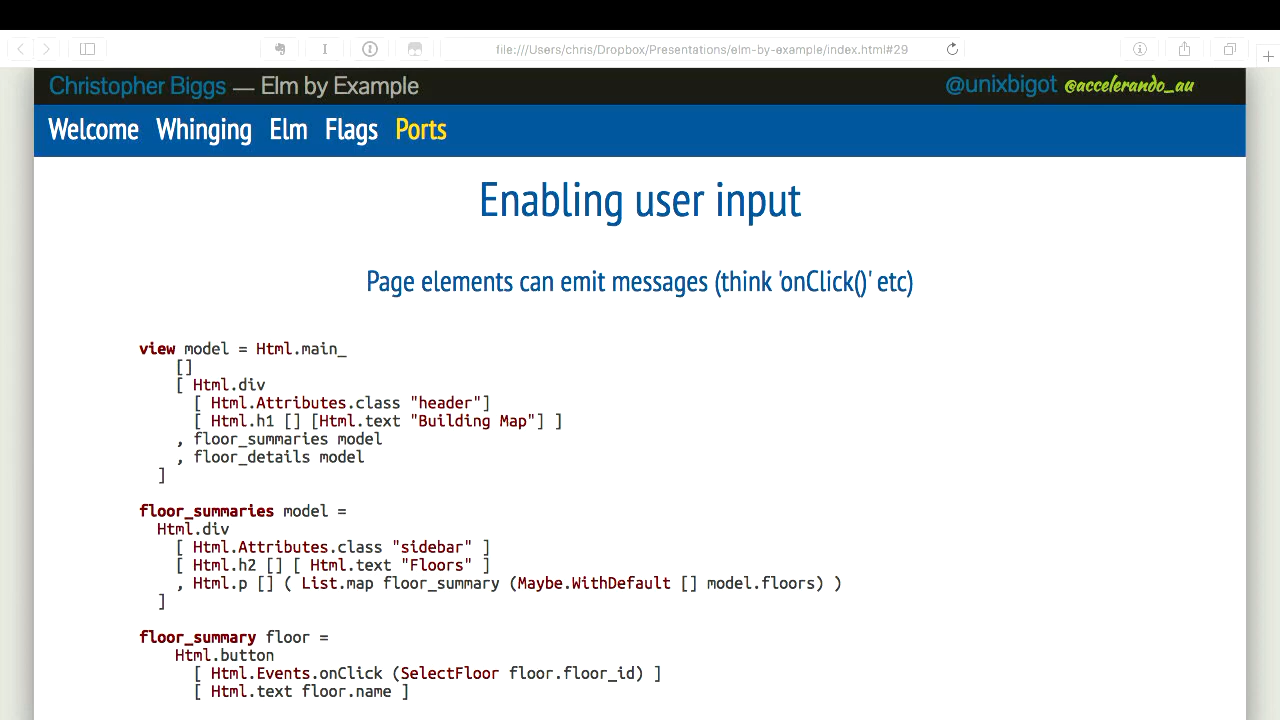 file:///Users/chris/Dropbox/Presentations/elm-by-example/index.html#29
Christopher Biggs — Elm by Example @unixbigot @accelerando_au
Welcome Whinging Elm Flags Ports
Enabling user input
Page elements can emit messages (think 'onClick()' etc)
view model = Html.main_
[]
[ Html.div
[ Html.Attributes.class "header"]
[ Html.h1 [] [Html.text "Building Map"] ]
, floor_summaries model
, floor_details model
]
floor_summaries model =
Html.div
[ Html.Attributes.class "sidebar" ]
[ Html.h2 [] [ Html.text "Floors" ]
, Html.p [] ( List.map floor_summary (Maybe.WithDefault [] model.floors) )
]
floor_summary floor =
Html.button
[ Html.Events.onClick (SelectFloor floor.floor_id) ]
[ Html.text floor.name ]